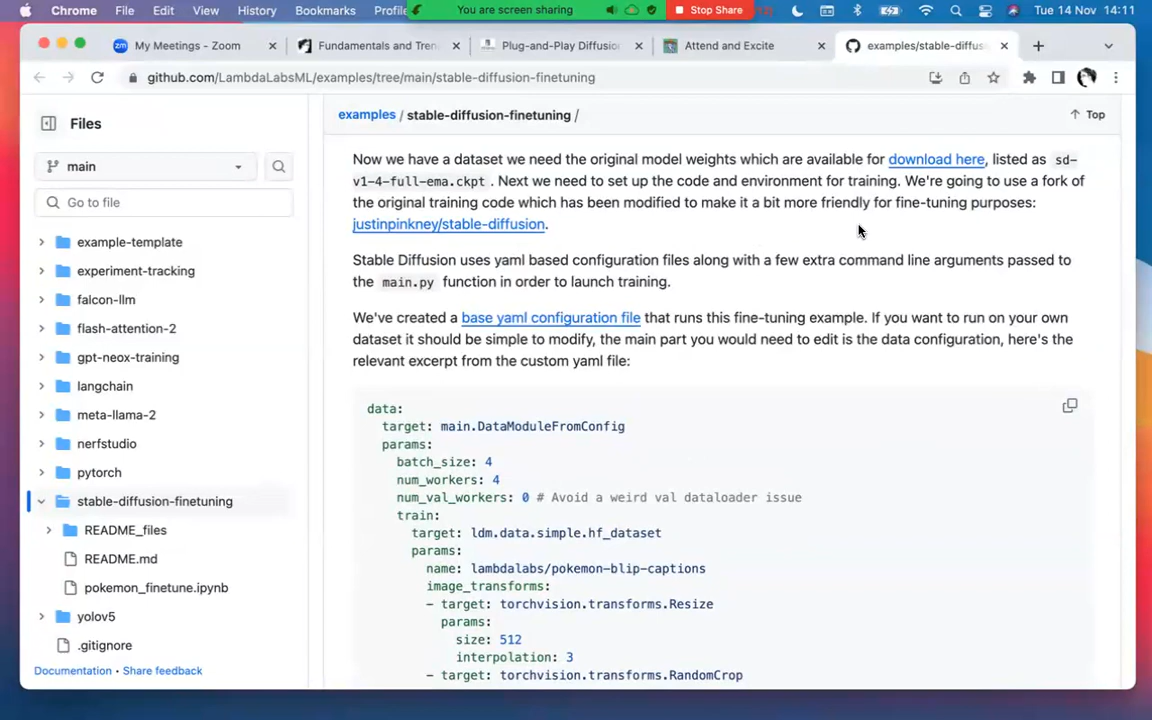 Chrome File Edit View History Bookmarks Profile
You are screen sharing Stop Share
Tue 14 Nov 14:11
My Meetings - Zoom
Fundamentals and Tren
Plug-and-Play Diffusion
Attend and Excite
examples/stable-diffus
github.com/LambdaLabsML/examples/tree/main/stable-diffusion-finetuning
Files
main
Go to file
example-template
experiment-tracking
falcon-llm
flash-attention-2
gpt-neox-training
langchain
meta-llama-2
nerfstudio
pytorch
stable-diffusion-finetuning
README_files
README.md
pokemon_finetune.ipynb
yolov5
.gitignore
Documentation • Share feedback
examples / stable-diffusion-finetuning /
Top
Now we have a dataset we need the original model weights which are available for download here, listed as sd-
v1-4-full-ema.ckpt . Next we need to set up the code and environment for training. We're going to use a fork of
the original training code which has been modified to make it a bit more friendly for fine-tuning purposes:
justinpinkney/stable-diffusion.
Stable Diffusion uses yaml based configuration files along with a few extra command line arguments passed to
the main.py function in order to launch training.
We've created a base yaml configuration file that runs this fine-tuning example. If you want to run on your own
dataset it should be simple to modify, the main part you would need to edit is the data configuration, here's the
relevant excerpt from the custom yaml file:
data:
target: main.DataModuleFromConfig
params:
batch_size: 4
num_workers: 4
num_val_workers: 0 # Avoid a weird val dataloader issue
train:
target: ldm.data.simple.hf_dataset
params:
name: lambdalabs/pokemon-blip-captions
image_transforms:
- target: torchvision.transforms.Resize
params:
size: 512
interpolation: 3
- target: torchvision.transforms.RandomCrop